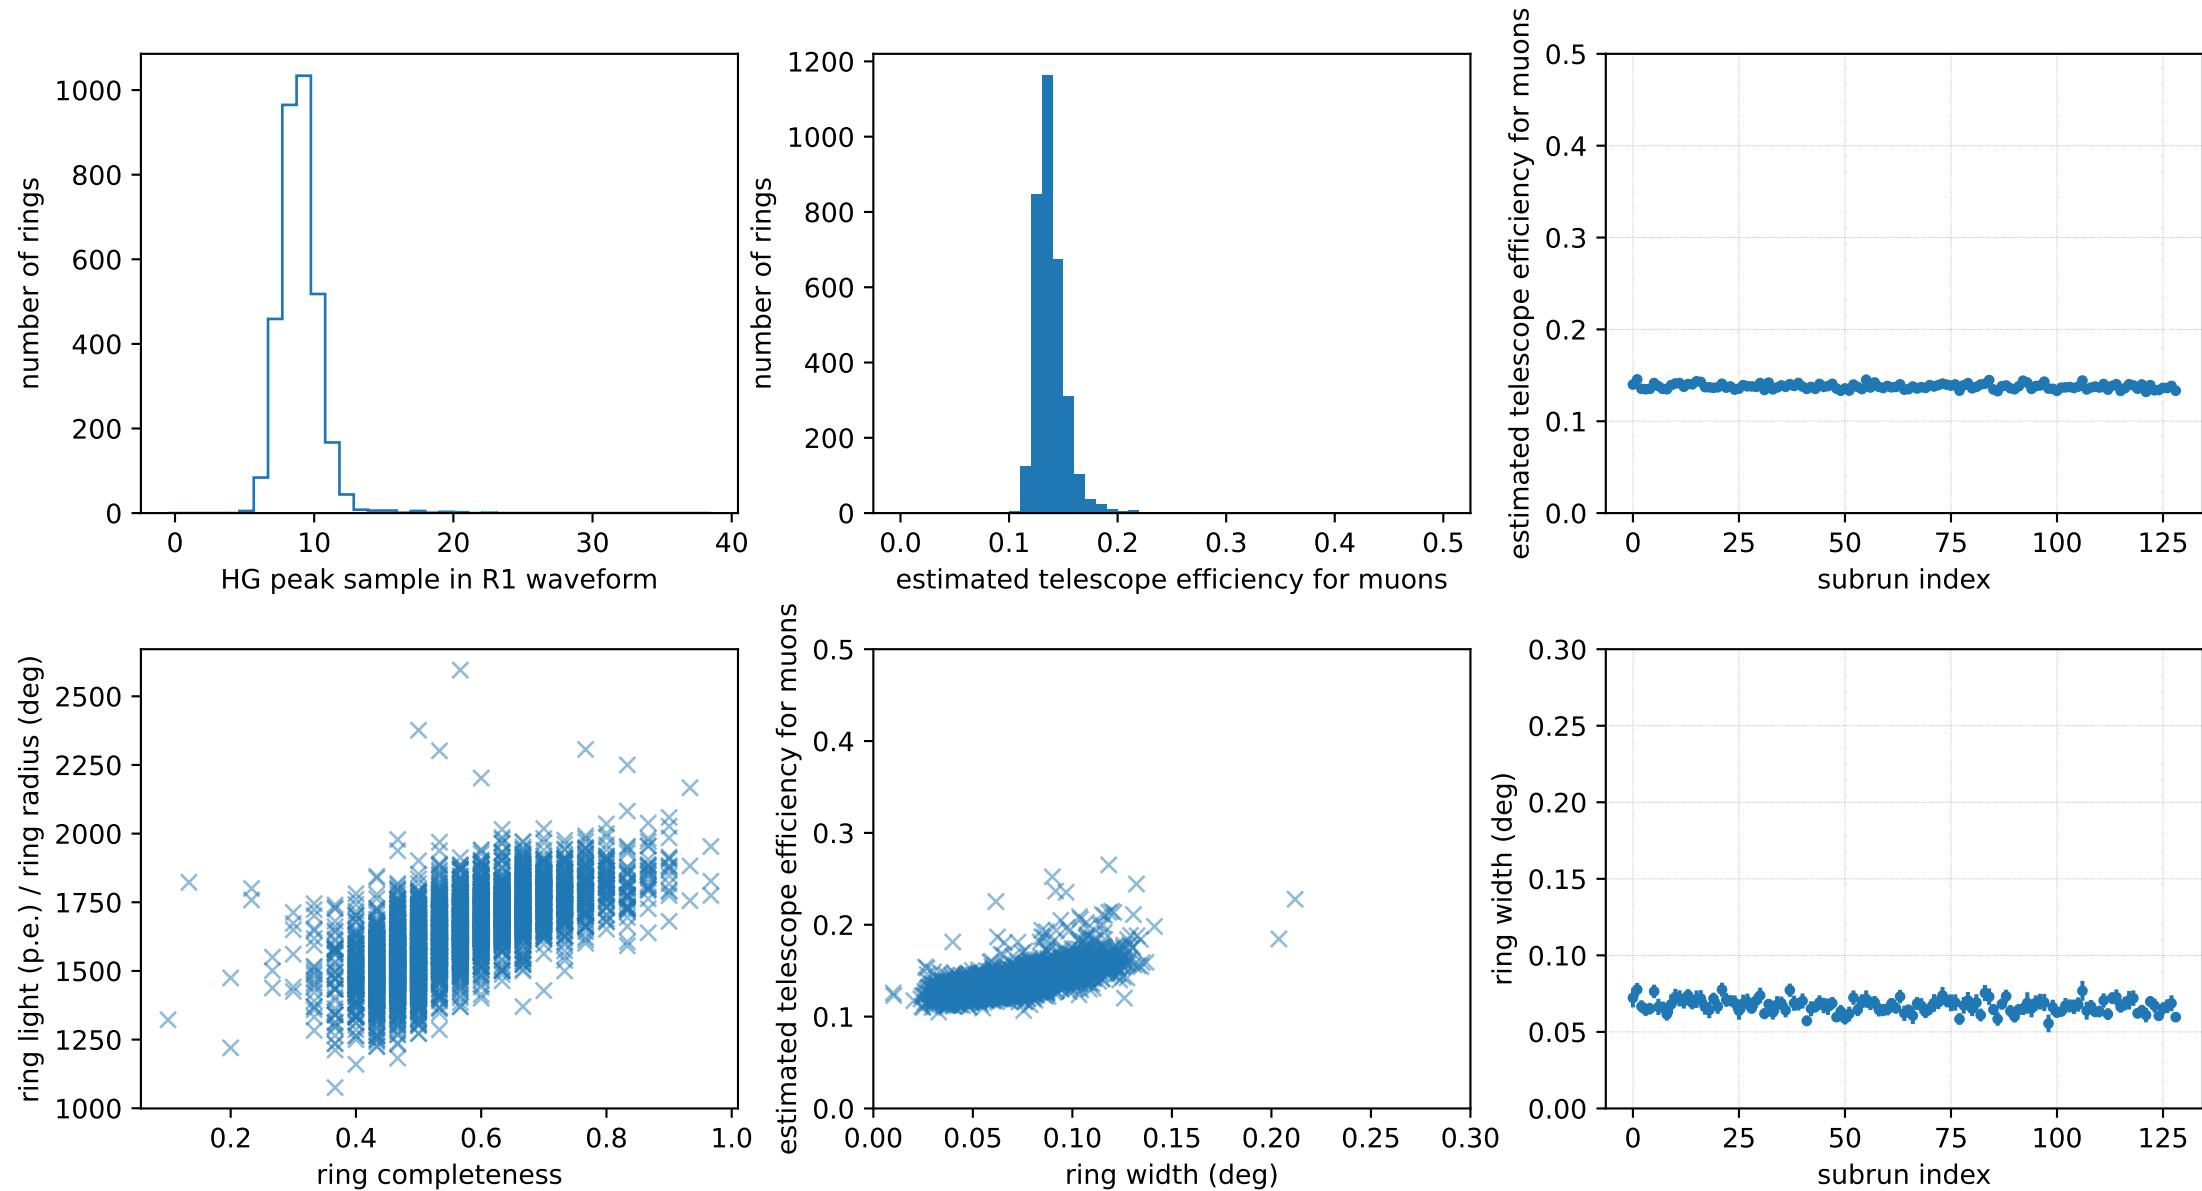 1000
800
600
400
200
0
number of rings
0 10 20 30 40
HG peak sample in R1 waveform
1200
1000
800
600
400
200
0
number of rings
0.0 0.1 0.2 0.3 0.4 0.5
estimated telescope efficiency for muons
0.5
0.4
0.3
0.2
0.1
0.0
estimated telescope efficiency for muons
0 25 50 75 100 125
subrun index
2500
2250
2000
1750
1500
1250
1000
ring light (p.e.) / ring radius (deg)
0.2 0.4 0.6 0.8 1.0
ring completeness
0.5
0.4
0.3
0.2
0.1
0.0
estimated telescope efficiency for muons
0.00 0.05 0.10 0.15 0.20 0.25 0.30
ring width (deg)
0.30
0.25
0.20
0.15
0.10
0.05
0.00
ring width (deg)
0 25 50 75 100 125
subrun index